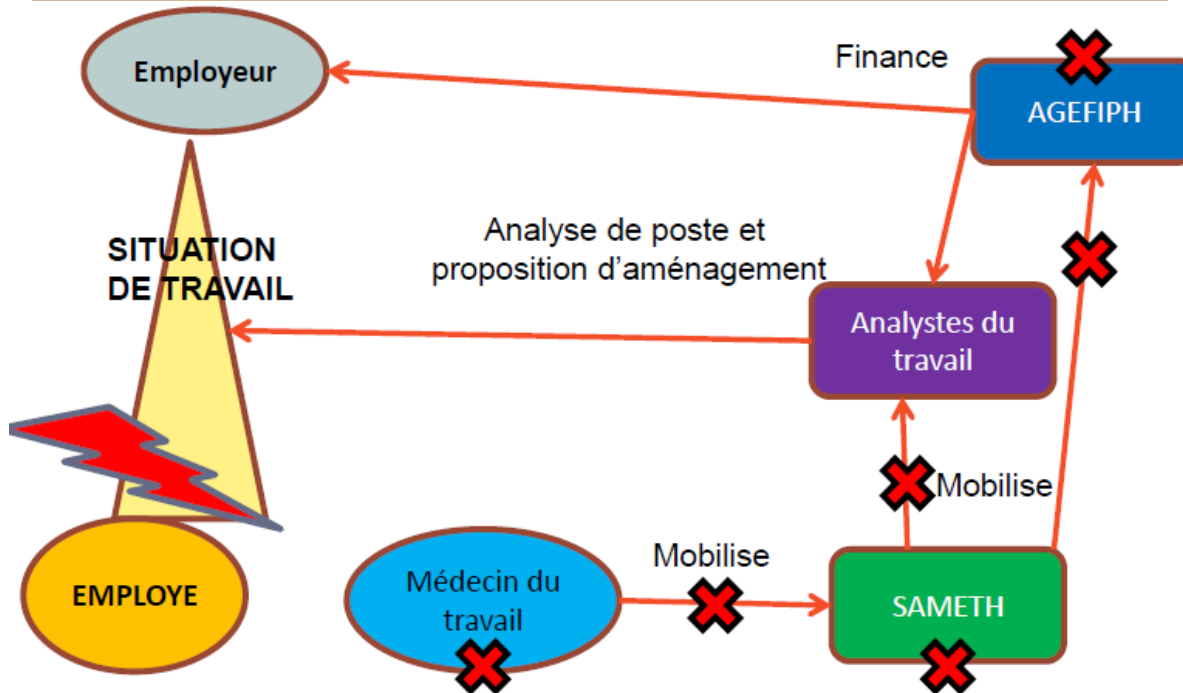 Employeur
Finance
AGEFIPH
SITUATION
DE TRAVAIL
Analyse de poste et
proposition d’aménagement
Analystes du
travail
Mobilise
EMPLOYE
Médecin du
travail
Mobilise
SAMETH